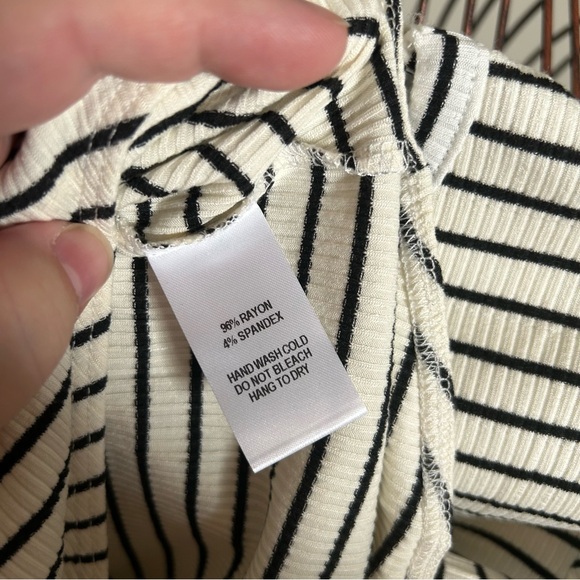 96% RAYON
4% SPANDEX
HAND WASH COLD
DO NOT BLEACH
HANG TO DRY